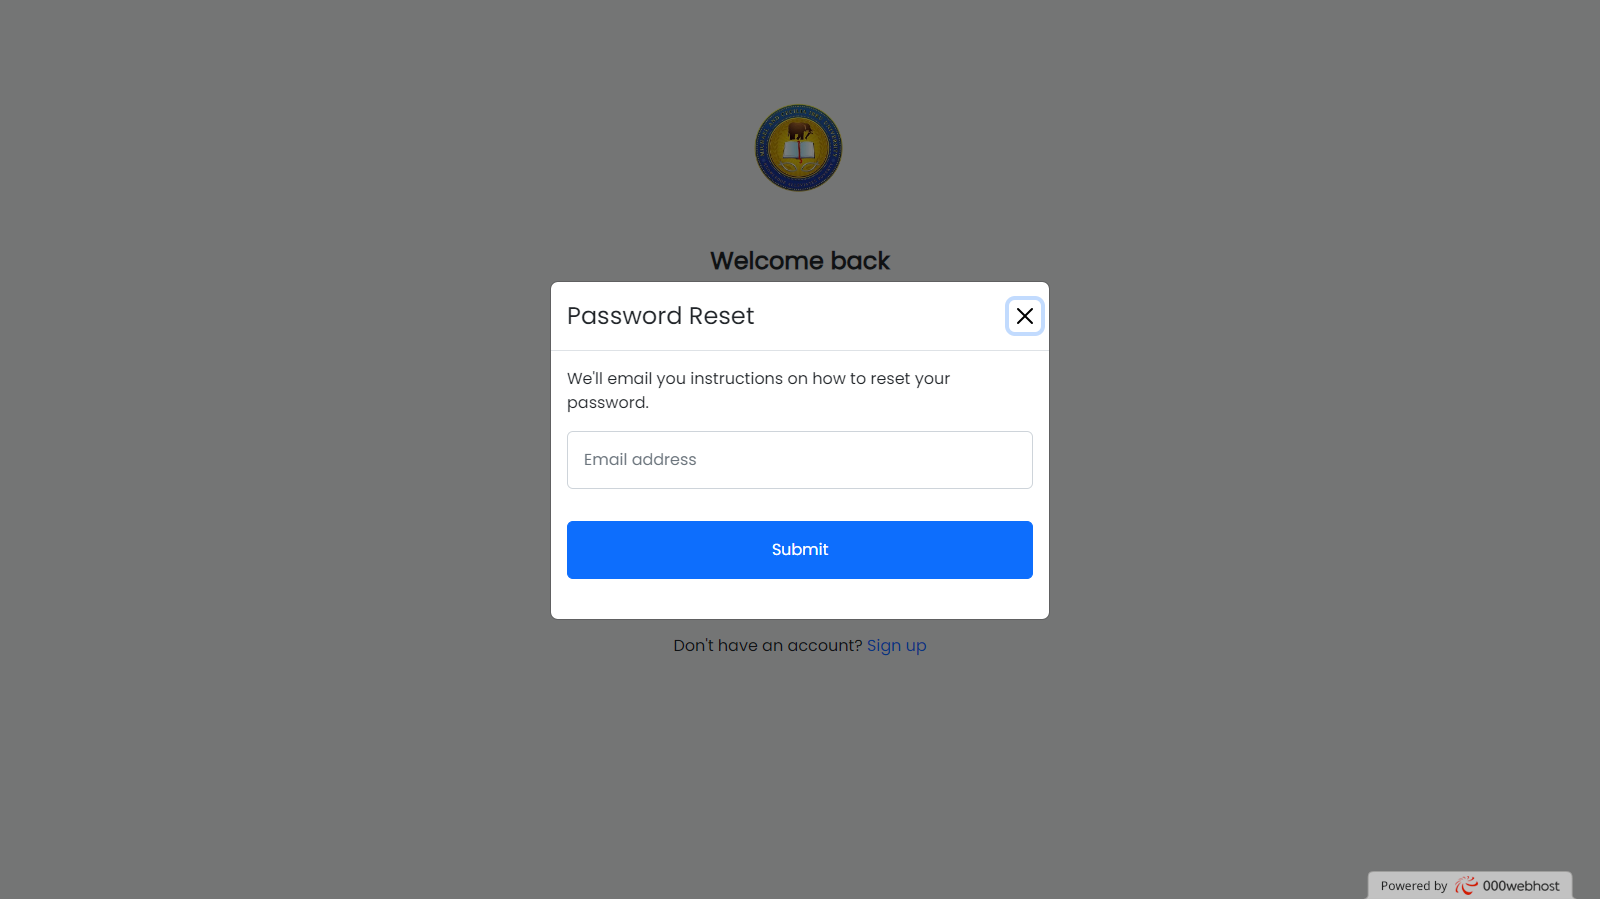 Welcome back
Password Reset
We'll email you instructions on how to reset your
password.
Email address
Submit
Don't have an account? Sign up
Powered by 000webhost